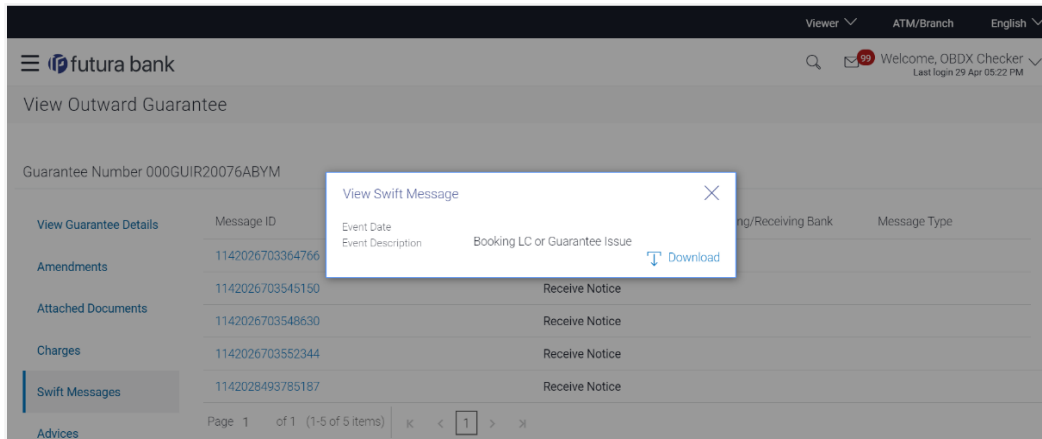 Viewer ATM/Branch English
futura bank 99 Welcome, OBDX Checker
Last login 29 Apr 05:22 PM
View Outward Guarantee
Guarantee Number 000GUIR20076ABYM
View Swift Message
Event Date
Event Description Booking LC or Guarantee Issue
Download
View Guarantee Details
Amendments
Attached Documents
Charges
Swift Messages
Advices
Message ID ng/Receiving Bank Message Type
1142026703364766
1142026703545150 Receive Notice
1142026703548630 Receive Notice
1142026703552344 Receive Notice
1142028493785187 Receive Notice
Page 1 of 1 (1-5 of 5 items) 1